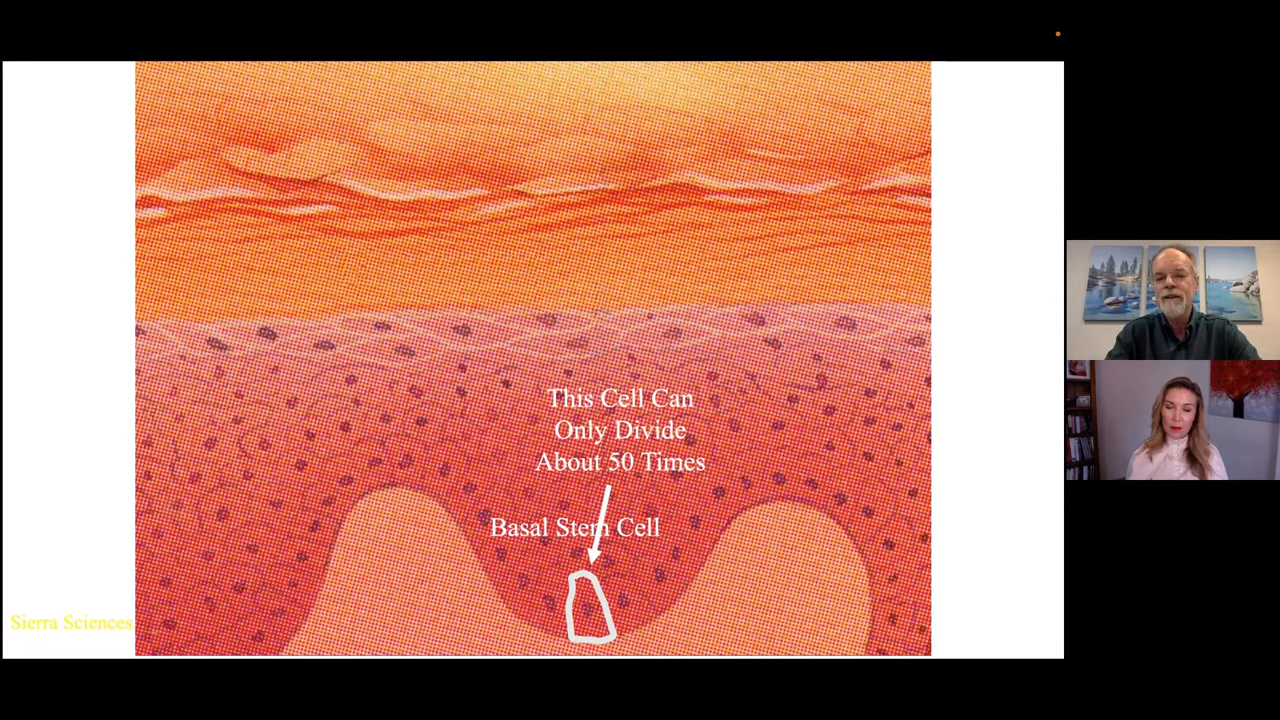 This Cell Can
Only Divide
About 50 Times
Basal Stem Cell
Sierra Sciences